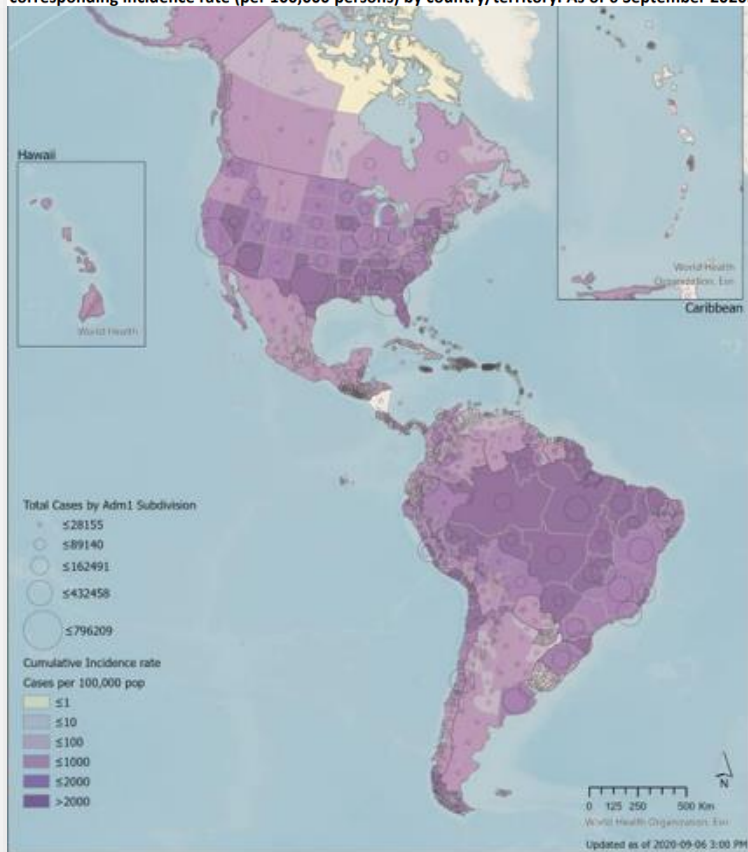 corresponding incidence rate (per 100,000 persons) by country/territory. As of 6 September 2020
Hawaii
World Health
World Health
Organization, Esri
Caribbean
Total Cases by Adm1 Subdivision
≤28155
≤89140
≤162491
≤432458
≤796209
Cumulative Incidence rate
Cases per 100,000 pop
≤1
≤10
≤100
≤1000
≤2000
>2000
N
0 125 250 500 Km
World Health Organization, Esri
Updated as of 2020-09-06 3:00 PM